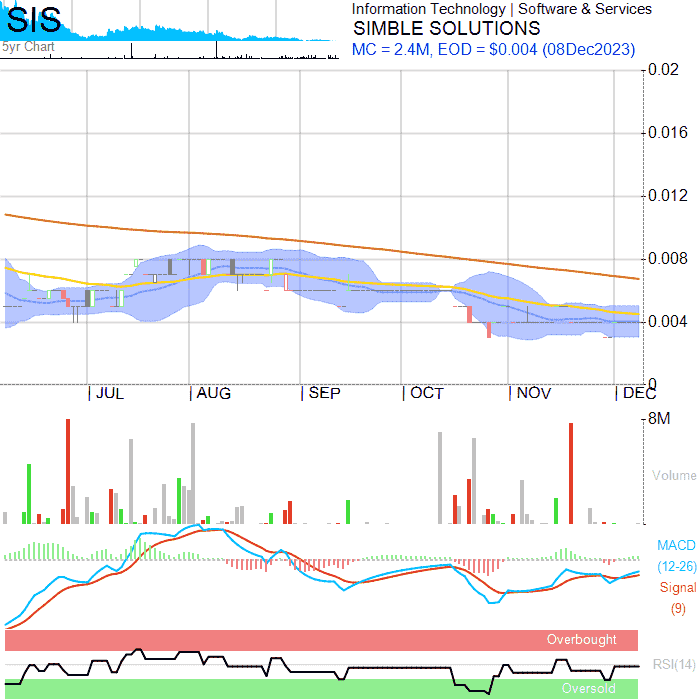 SIS
5yr Chart
Information Technology | Software & Services
SIMBLE SOLUTIONS
MC = 2.4M, EOD = $0.004 (08Dec2023)
0.02
0.016
0.012
0.008
0.004
0
JUL AUG SEP OCT NOV DEC
8M
Volume
MACD
(12-26)
Signal
(9)
Overbought
RSI(14)
Oversold